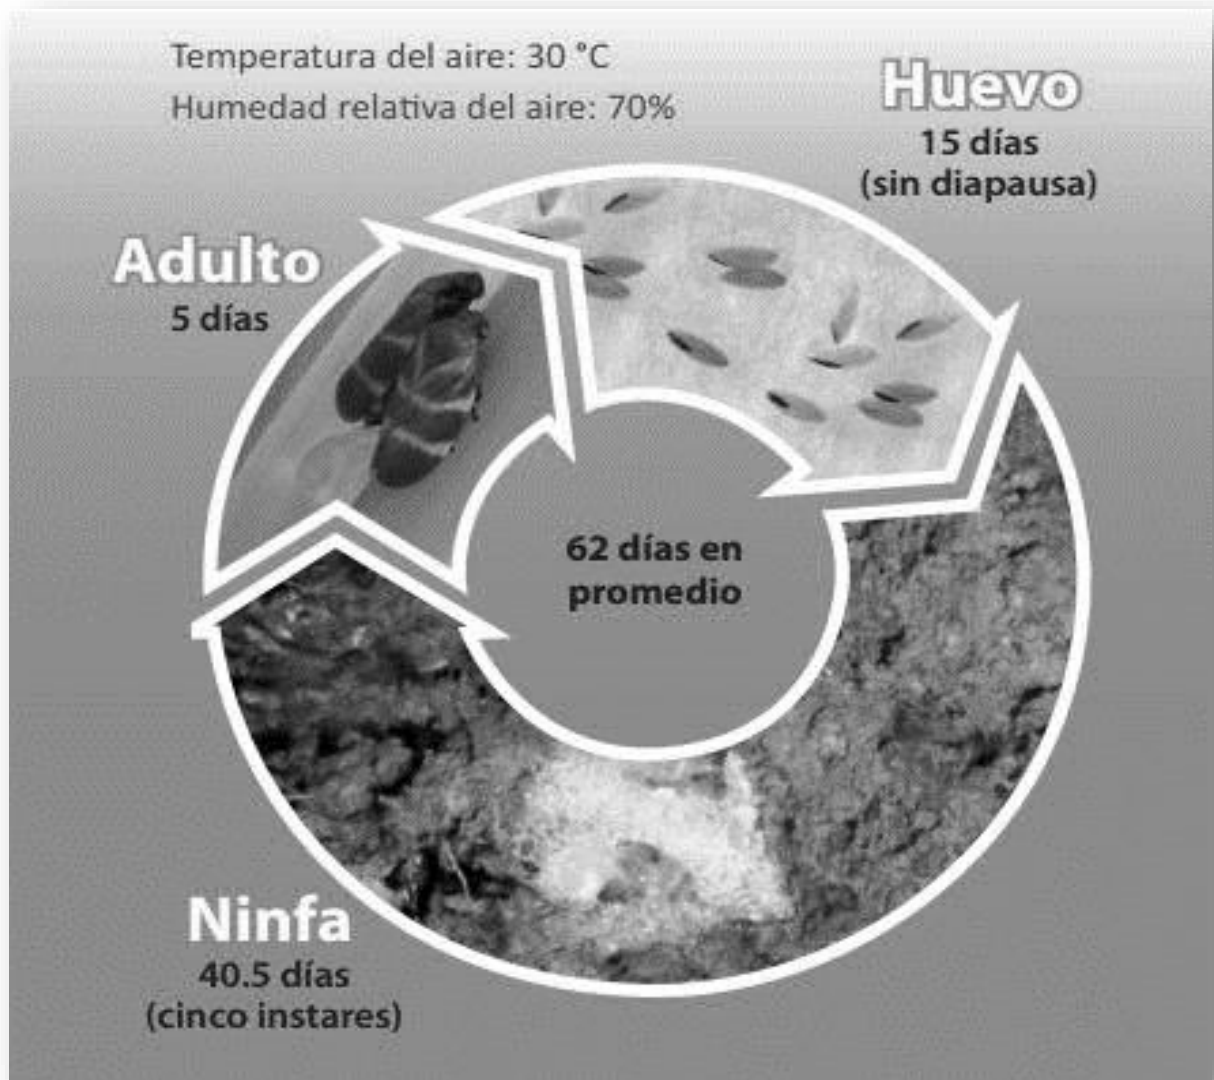 Temperatura del aire: 30 °C
Humedad relativa del aire: 70%
Huevo
15 días
(sin diapausa)
Adulto
5 días
62 días en
promedio
Ninfa
40.5 días
(cinco instares)